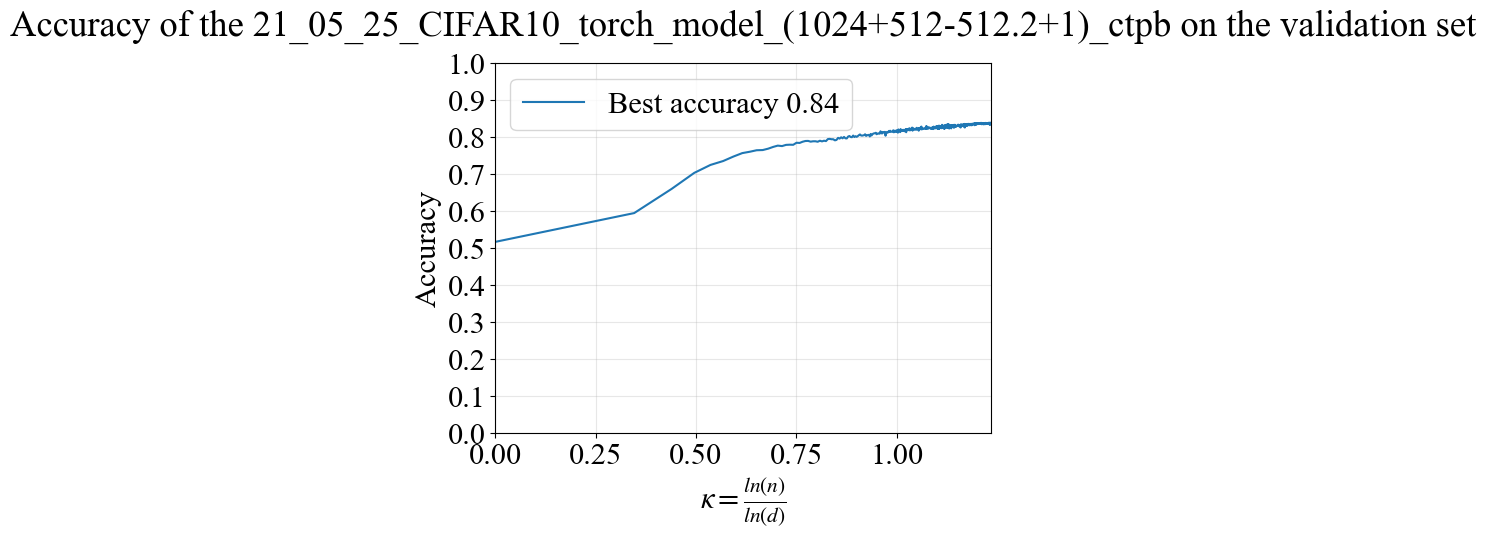 Accuracy of the 21_05_25_CIFAR10_torch_model_(1024+512-512.2+1)_ctpb on the validation set
1.0
Best accuracy 0.84
0.9
0.8
0.7
0.6
0.5
0.4
0.3
0.2
0.1
0.0
Accuracy
0.00 0.25 0.50 0.75 1.00
κ = ln(n) / ln(d)